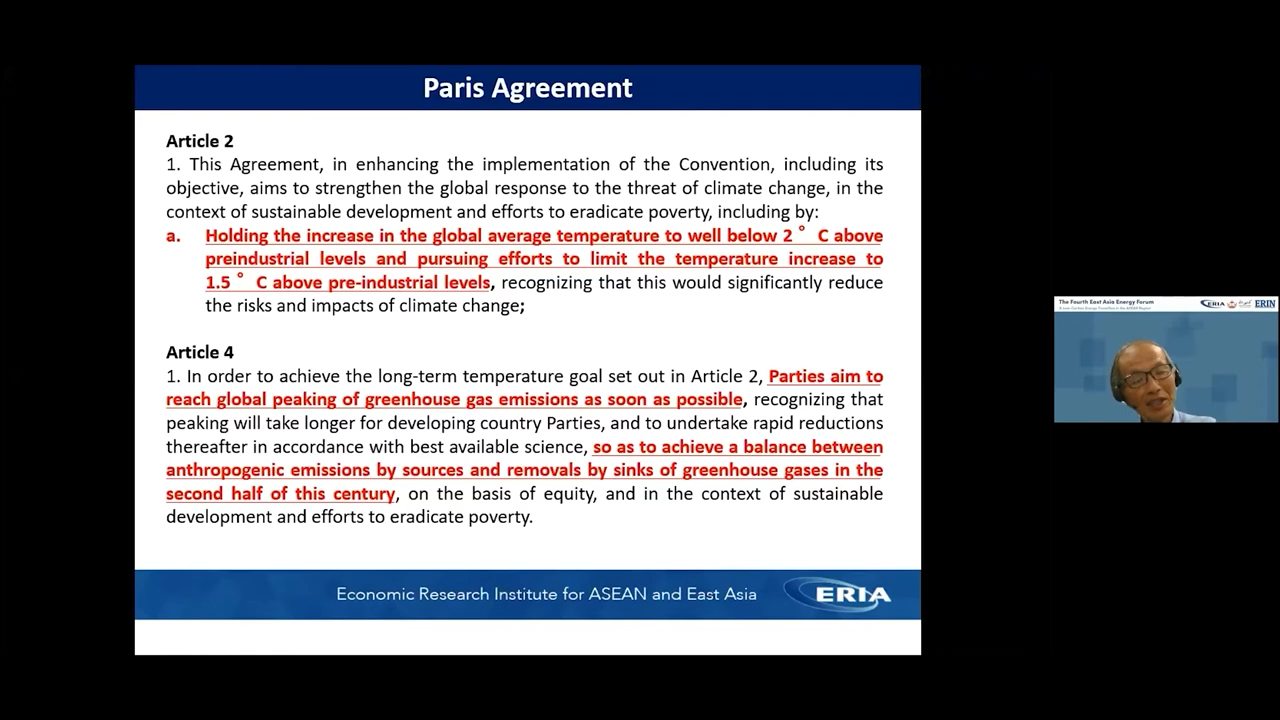 Paris Agreement
Article 2
1. This Agreement, in enhancing the implementation of the Convention, including its
objective, aims to strengthen the global response to the threat of climate change, in the
context of sustainable development and efforts to eradicate poverty, including by:
a. Holding the increase in the global average temperature to well below 2 ° C above
preindustrial levels and pursuing efforts to limit the temperature increase to
1.5 ° C above pre-industrial levels, recognizing that this would significantly reduce
the risks and impacts of climate change;
Article 4
1. In order to achieve the long-term temperature goal set out in Article 2, Parties aim to
reach global peaking of greenhouse gas emissions as soon as possible, recognizing that
peaking will take longer for developing country Parties, and to undertake rapid reductions
thereafter in accordance with best available science, so as to achieve a balance between
anthropogenic emissions by sources and removals by sinks of greenhouse gases in the
second half of this century, on the basis of equity, and in the context of sustainable
development and efforts to eradicate poverty.
Economic Research Institute for ASEAN and East Asia ERIA
The Fourth East Asia Energy Forum ERIA ERIN